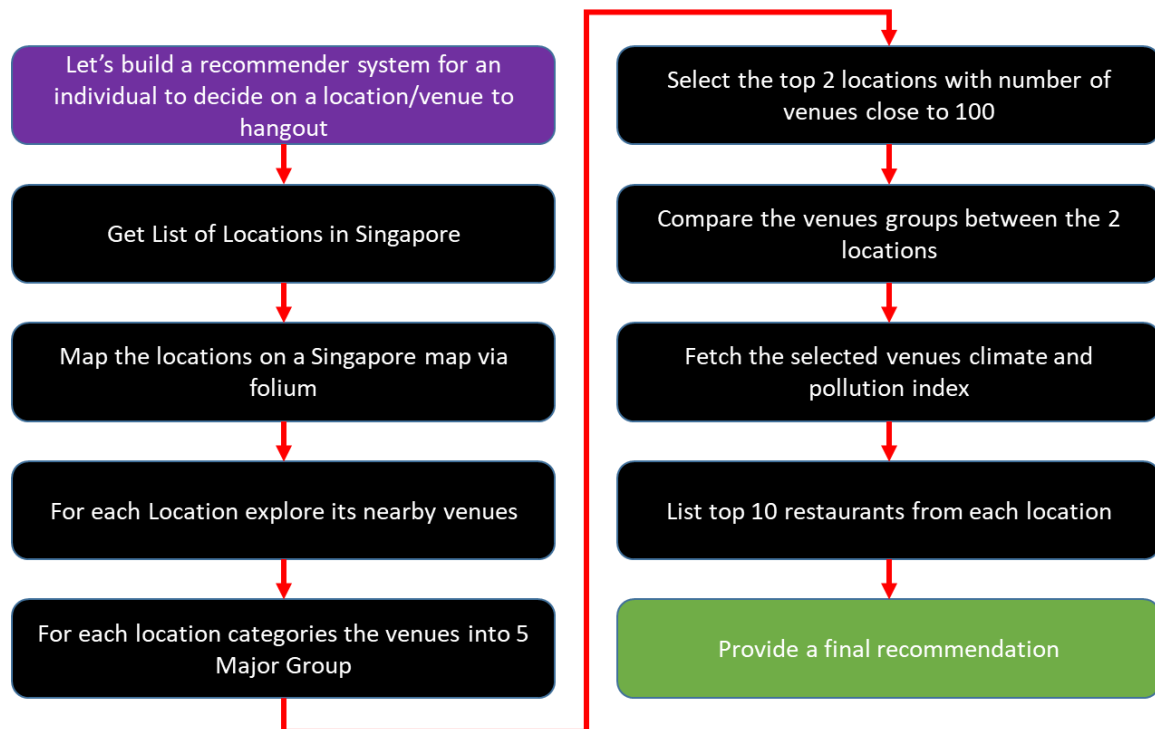 Let’s build a recommender system for an
individual to decide on a location/venue to
hangout
Get List of Locations in Singapore
Map the locations on a Singapore map via
folium
For each Location explore its nearby venues
For each location categories the venues into 5
Major Group
Select the top 2 locations with number of
venues close to 100
Compare the venues groups between the 2
locations
Fetch the selected venues climate and
pollution index
List top 10 restaurants from each location
Provide a final recommendation